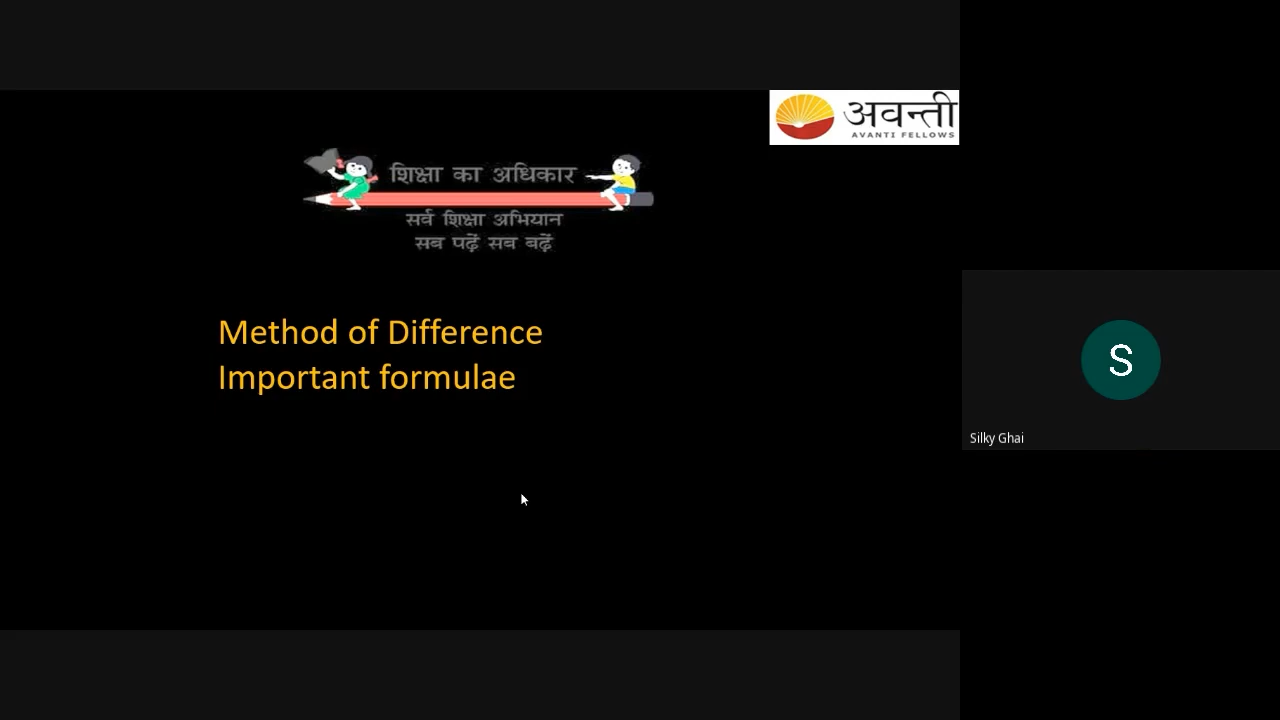 अवन्ती
AVANTI FELLOWS
शिक्षा का अधिकार
सर्व शिक्षा अभियान
सब पढ़ें सब बढ़ें
Method of Difference
Important formulae
S
Silky Ghai